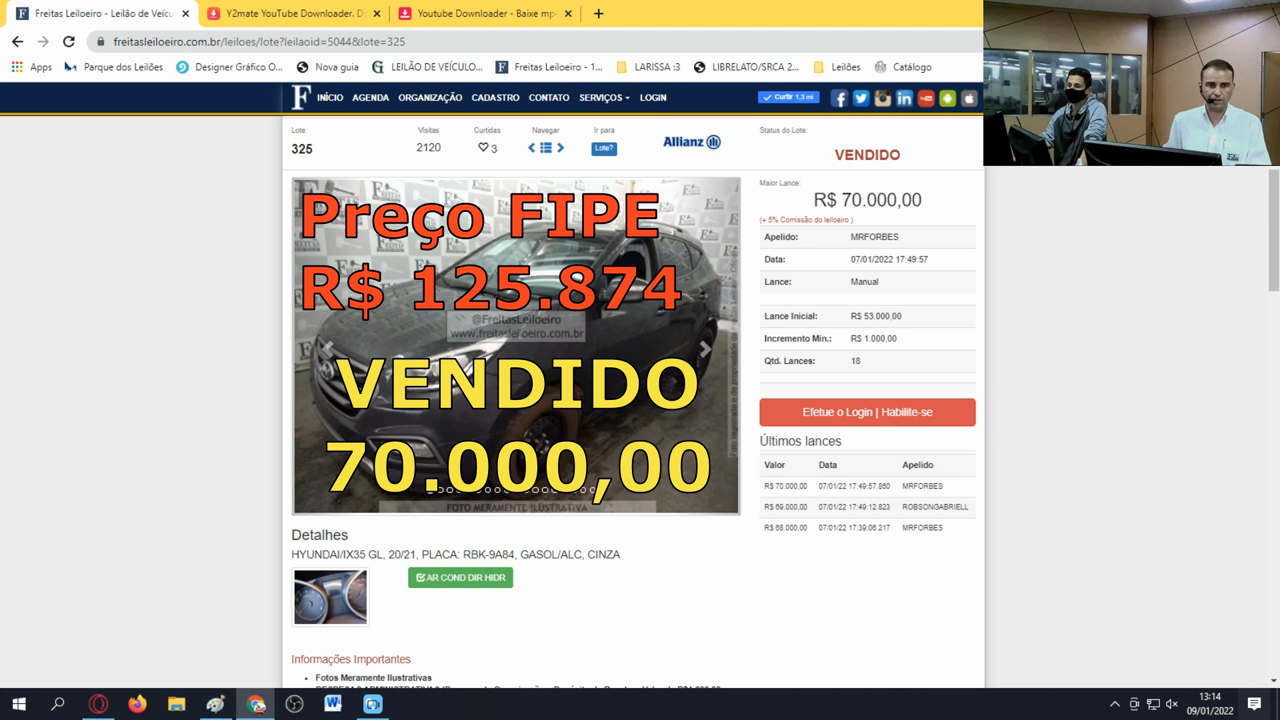 Freitas Leiloeiro - Leilão de Veícu
Y2mate YouTube Downloader. D
Youtube Downloader - Baixe mp
freitasleiloeiro.com.br/leiloes/lote?leilaoid=5044&lote=325
Apps
Parque dos Leilões
Designer Gráfico O...
Nova guia
LEILÃO DE VEÍCULO...
Freitas Leiloeiro - 1...
LARISSA :3
LIBRELATO/SRCA 2...
Leilões
Catálogo
F INÍCIO AGENDA ORGANIZAÇÃO CADASTRO CONTATO SERVIÇOS LOGIN
Curtir 1,3 mi
Lote
325
Visitas
2120
Curtidas
3
Navegar
Ir para
Lote?
Allianz
Status do Lote:
VENDIDO
Preço FIPE
R$ 125.874
@FreitasLeiloeiro
www.freitasleiloeiro.com.br
VENDIDO
70.000,00
FOTO MERAMENTE ILUSTRATIVA
Maior Lance:
R$ 70.000,00
(+ 5% Comissão do leiloeiro )
Apelido: MRFORBES
Data: 07/01/2022 17:49:57
Lance: Manual
Lance Inicial: R$ 53.000,00
Incremento Min.: R$ 1.000,00
Qtd. Lances: 18
Efetue o Login | Habilite-se
Últimos lances
Valor Data Apelido
R$ 70.000,00 07/01/22 17:49:57.860 MRFORBES
R$ 69.000,00 07/01/22 17:49:12.823 ROBSONGABRIELL
R$ 68.000,00 07/01/22 17:39:06.217 MRFORBES
Detalhes
HYUNDAI/IX35 GL, 20/21, PLACA: RBK-9A84, GASOL/ALC, CINZA
AR COND DIR HIDR
Informações Importantes
Fotos Meramente Ilustrativas
13:14
09/01/2022